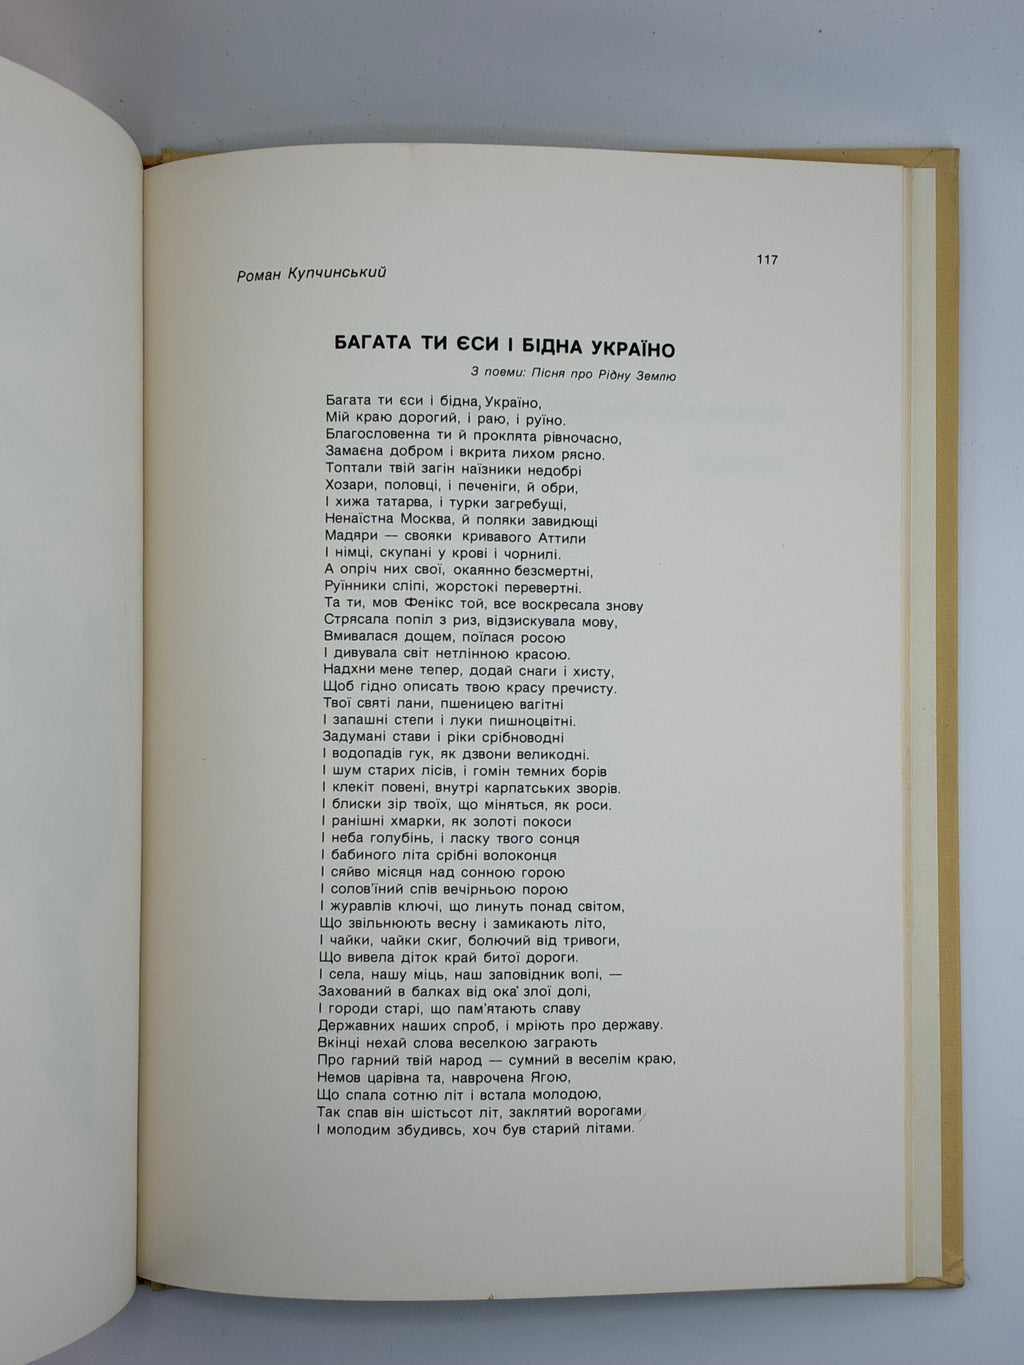 117
Роман Купчинський
БАГАТА ТИ ЄСИ І БІДНА УКРАЇНО
З поеми: Пісня про Рідну Землю
Багата ти єси і бідна, Україно,
Мій краю дорогий, і раю, і руїно.
Благословенна ти й проклята рівночасно,
Замаєна добром і вкрита лихом рясно.
Топтали твій загін наїзники недобрі
Хозари, половці, і печеніги, й обри,
І хижа татарва, і турки загребущі,
Ненаїстна Москва, й поляки завидющі
Мадяри — свояки кривавого Аттили
І німці, скупані у крові і чорнилі.
А опріч них свої, окаянно безсмертні,
Руїнники сліпі, жорстокі перевертні.
Та ти, мов Фенікс той, все воскресала знову
Стрясала попіл з риз, відзискувала мову,
Вмивалася дощем, поїлася росою
І дивувала світ нетлінною красою.
Надхни мене тепер, додай снаги і хисту,
Щоб гідно описать твою красу пречисту.
Твої святі лани, пшеницею вагітні
І запашні степи і луки пишноцвітні.
Задумані стави і ріки срібноводні
І водопадів гук, як дзвони великодні.
І шум старих лісів, і гомін темних борів
І клекіт повені, внутрі карпатських зворів.
І блиски зір твоїх, що міняться, як роси.
І ранішні хмарки, як золоті покоси
І неба голубінь, і ласку твого сонця
І бабиного літа срібні волоконця
І сяйво місяця над сонною горою
І солов'їний спів вечірньою порою
І журавлів ключі, що линуть понад світом,
Що звільнюють весну і замикають літо,
І чайки, чайки скиг, болючий від тривоги,
Що вивела діток край битої дороги.
І села, нашу міць, наш заповідник волі, —
Захований в балках від ока' злої долі,
І городи старі, що пам'ятають славу
Державних наших спроб, і мріють про державу.
Вкінці нехай слова веселкою заграють
Про гарний твій народ — сумний в веселім краю,
Немов царівна та, наврочена Ягою,
Що спала сотню літ і встала молодою,
Так спав він шістьсот літ, заклятий ворогами
І молодим збудивсь, хоч був старий літами.